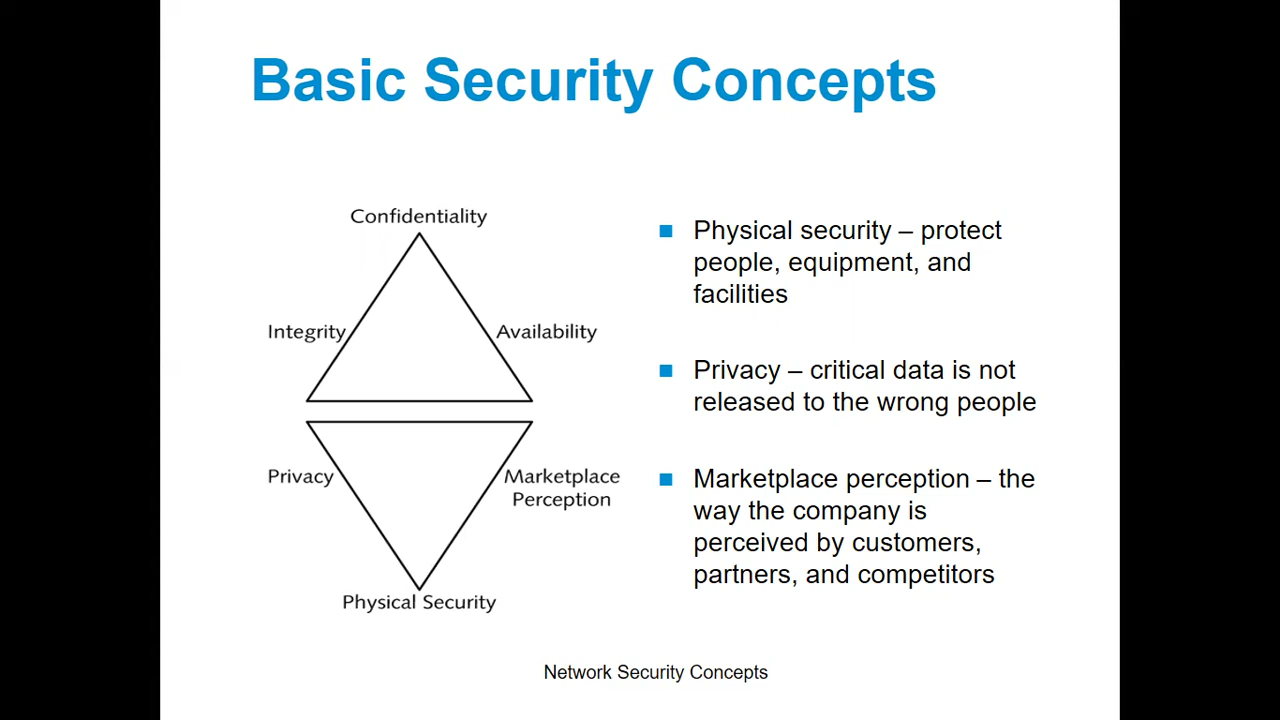 Basic Security Concepts
Confidentiality
Integrity
Availability
Privacy
Marketplace
Perception
Physical Security
Physical security – protect
people, equipment, and
facilities
Privacy – critical data is not
released to the wrong people
Marketplace perception – the
way the company is
perceived by customers,
partners, and competitors
Network Security Concepts